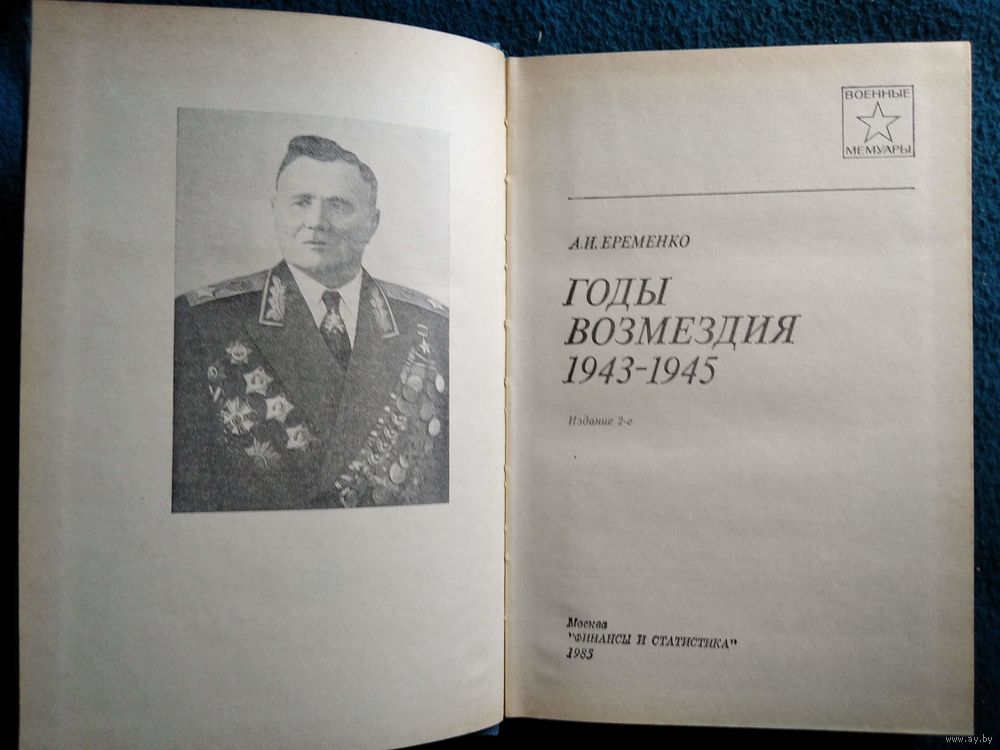 ВОЕННЫЕ
МЕМУАРЫ
А.И. ЕРЕМЕНКО
ГОДЫ
ВОЗМЕЗДИЯ
1943-1945
Издание 2-е
Москва
"ФИНАНСЫ И СТАТИСТИКА"
1985
www.ay.by